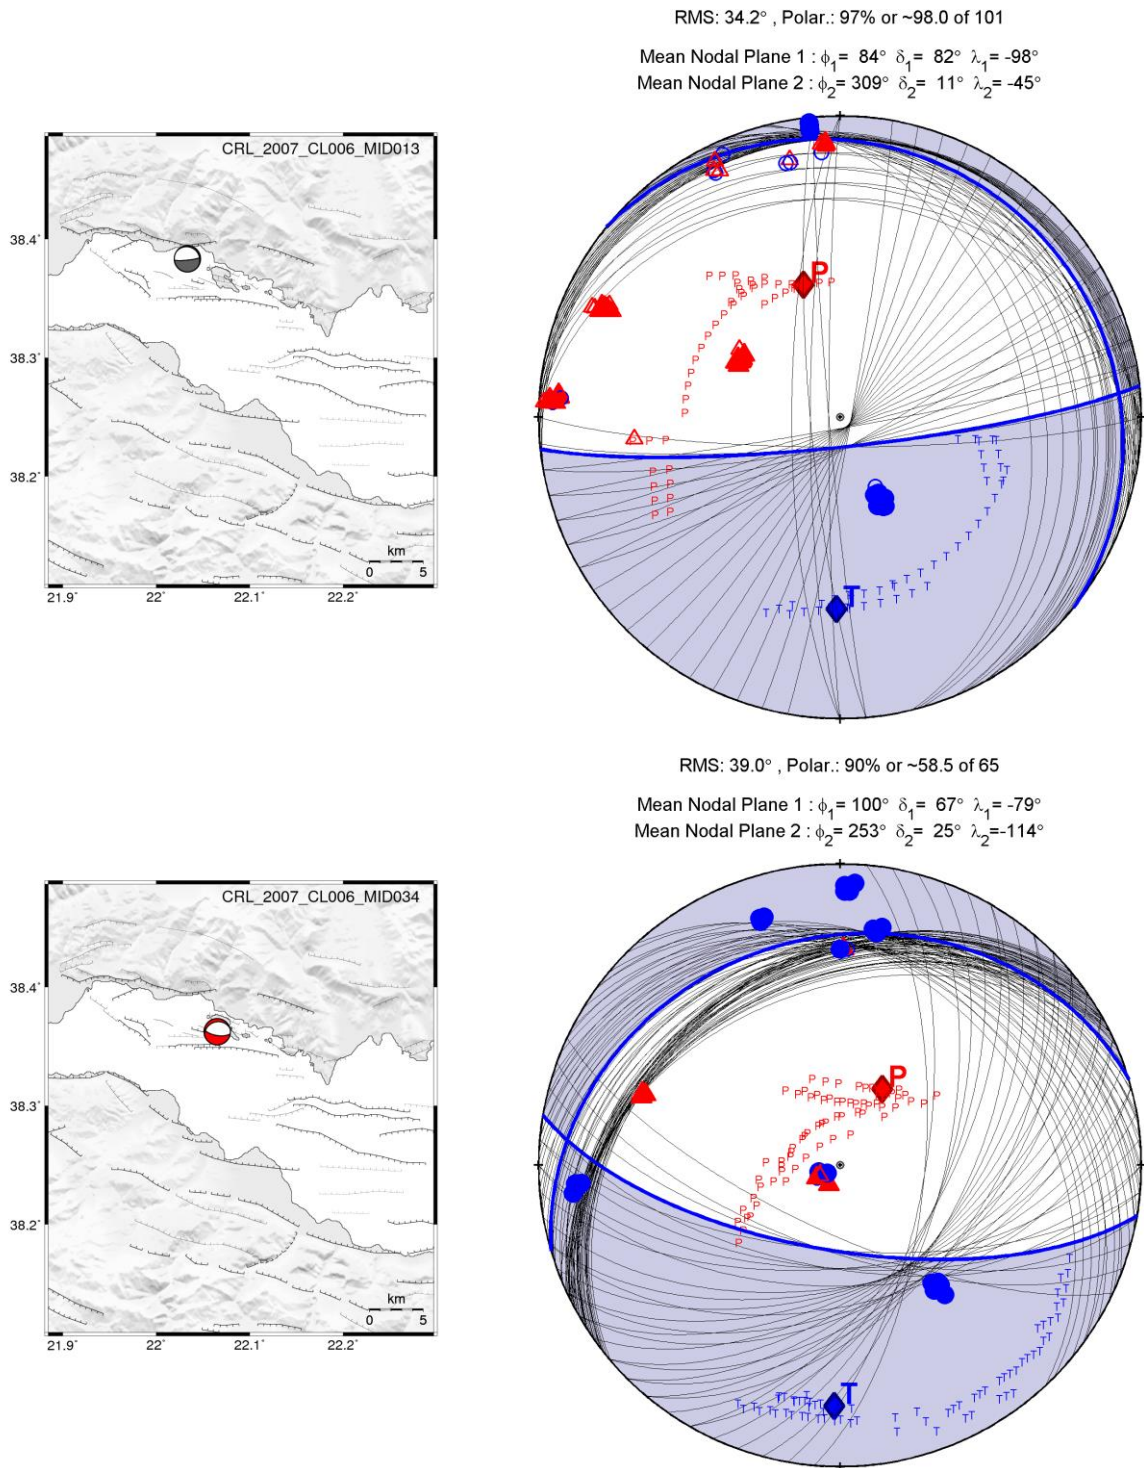 RMS: 34.2° , Polar.: 97% or ~98.0 of 101
Mean Nodal Plane 1 : ϕ1= 84° δ1= 82° λ1= -98°
Mean Nodal Plane 2 : ϕ2= 309° δ2= 11° λ2= -45°
CRL_2007_CL006_MID013
38.4°
38.3°
38.2°
km
0 5
21.9° 22° 22.1° 22.2°
P
T
RMS: 39.0° , Polar.: 90% or ~58.5 of 65
Mean Nodal Plane 1 : ϕ1= 100° δ1= 67° λ1= -79°
Mean Nodal Plane 2 : ϕ2= 253° δ2= 25° λ2=-114°
CRL_2007_CL006_MID034
38.4°
38.3°
38.2°
km
0 5
21.9° 22° 22.1° 22.2°
P
T